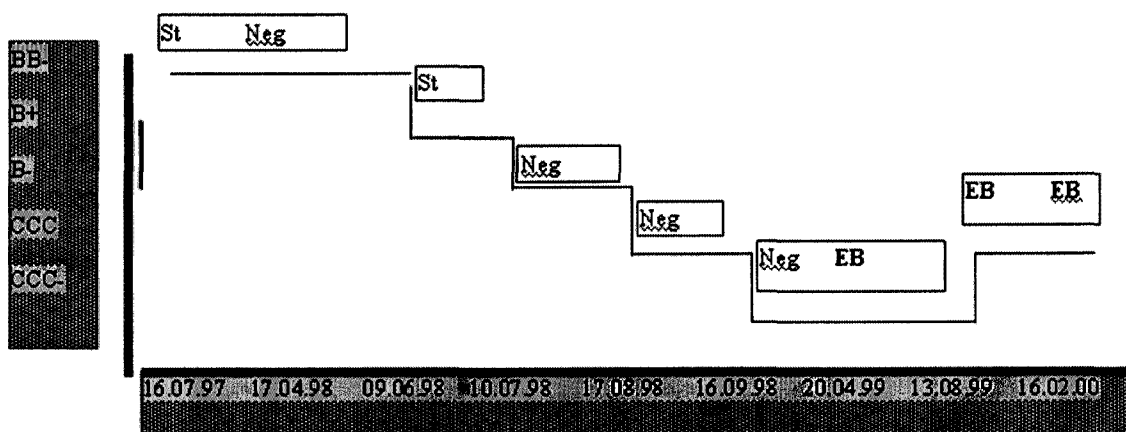 St Neg
BB-
St
B+
Neg
B-
EB EB
Neg
CCC
Neg EB
CCC-
16.07.97 17.04.98 09.06.98 10.07.98 17.08.98 16.09.98 20.04.99 13.08.99 16.02.00